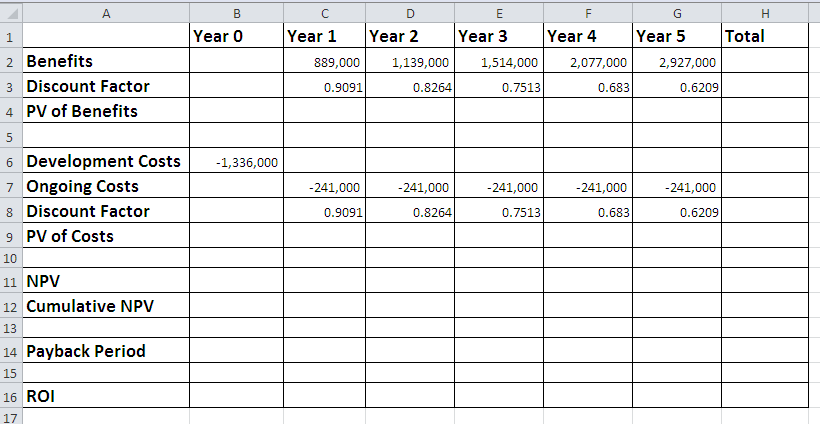 A B C D E F G H
1 Year 0 Year 1 Year 2 Year 3 Year 4 Year 5 Total
2 Benefits 889,000 1,139,000 1,514,000 2,077,000 2,927,000
3 Discount Factor 0.9091 0.8264 0.7513 0.683 0.6209
4 PV of Benefits
5
6 Development Costs -1,336,000
7 Ongoing Costs -241,000 -241,000 -241,000 -241,000 -241,000
8 Discount Factor 0.9091 0.8264 0.7513 0.683 0.6209
9 PV of Costs
10
11 NPV
12 Cumulative NPV
13
14 Payback Period
15
16 ROI
17